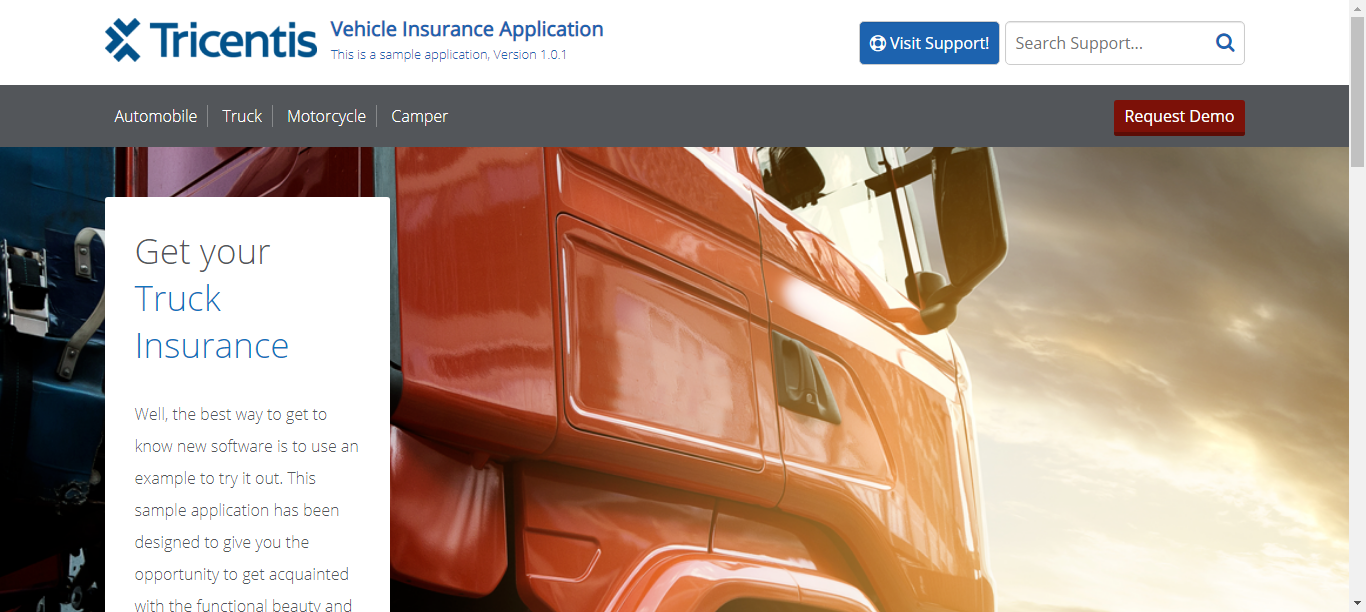 Tricentis
Vehicle Insurance Application
This is a sample application, Version 1.0.1
Visit Support!
Search Support...
Automobile
Truck
Motorcycle
Camper
Request Demo
Get your
Truck
Insurance
Well, the best way to get to
know new software is to use an
example to try it out. This
sample application has been
designed to give you the
opportunity to get acquainted
with the functional beauty and